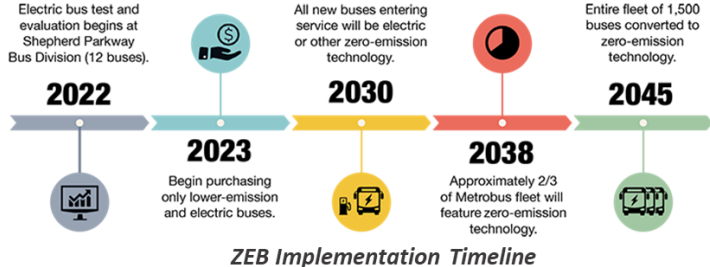 Electric bus test and
evaluation begins at
Shepherd Parkway
Bus Division (12 buses).
2022
$
2023
Begin purchasing
only lower-emission
and electric buses.
All new buses entering
service will be electric
or other zero-emission
technology.
2030
2038
Approximately 2/3
of Metrobus fleet will
feature zero-emission
technology.
Entire fleet of 1,500
buses converted to
zero-emission
technology.
2045
ZEB Implementation Timeline